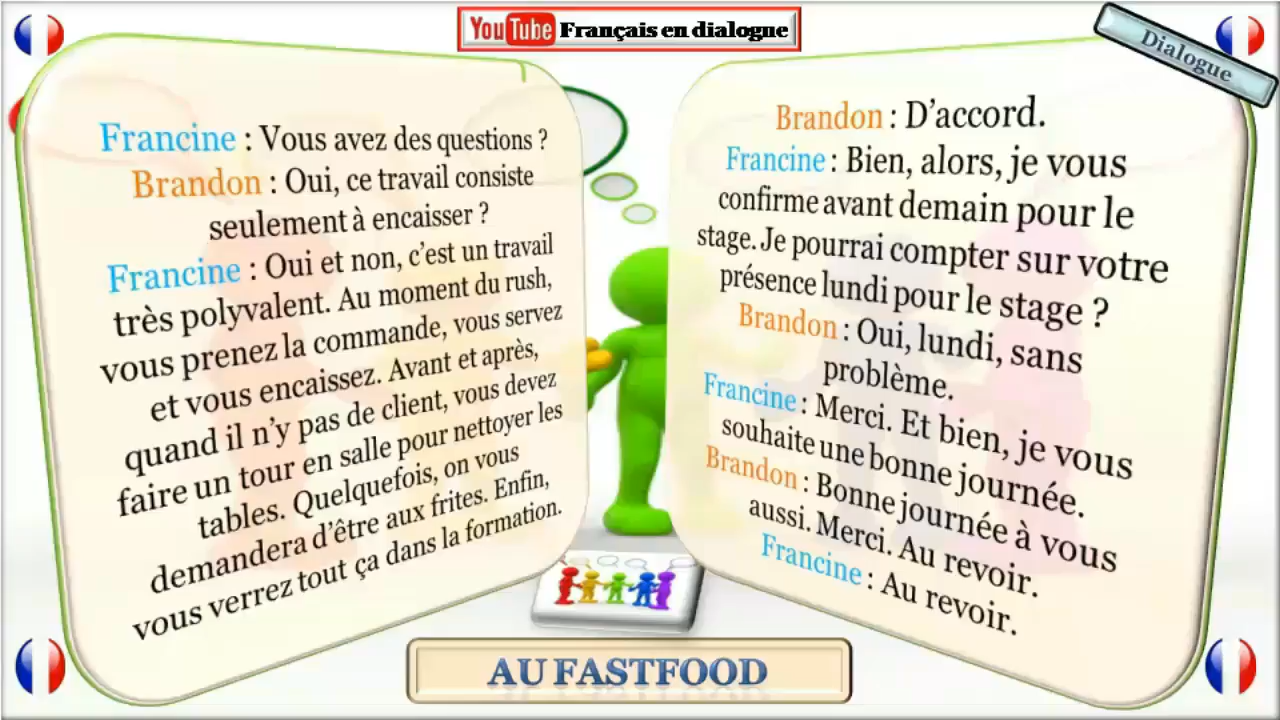 YouTube Français en dialogue
Dialogue
Francine : Vous avez des questions ?
Brandon : Oui, ce travail consiste
seulement à encaisser ?
Francine : Oui et non, c'est un travail
très polyvalent. Au moment du rush,
vous prenez la commande, vous servez
et vous encaissez. Avant et après,
quand il n'y pas de client, vous devez
faire un tour en salle pour nettoyer les
tables. Quelquefois, on vous
demandera d'être aux frites. Enfin,
vous verrez tout ça dans la formation.
Brandon : D'accord.
Francine : Bien, alors, je vous
confirme avant demain pour le
stage. Je pourrai compter sur votre
présence lundi pour le stage ?
Brandon : Oui, lundi, sans
problème.
Francine : Merci. Et bien, je vous
souhaite une bonne journée.
Brandon : Bonne journée à vous
aussi. Merci. Au revoir.
Francine : Au revoir.
AU FASTFOOD